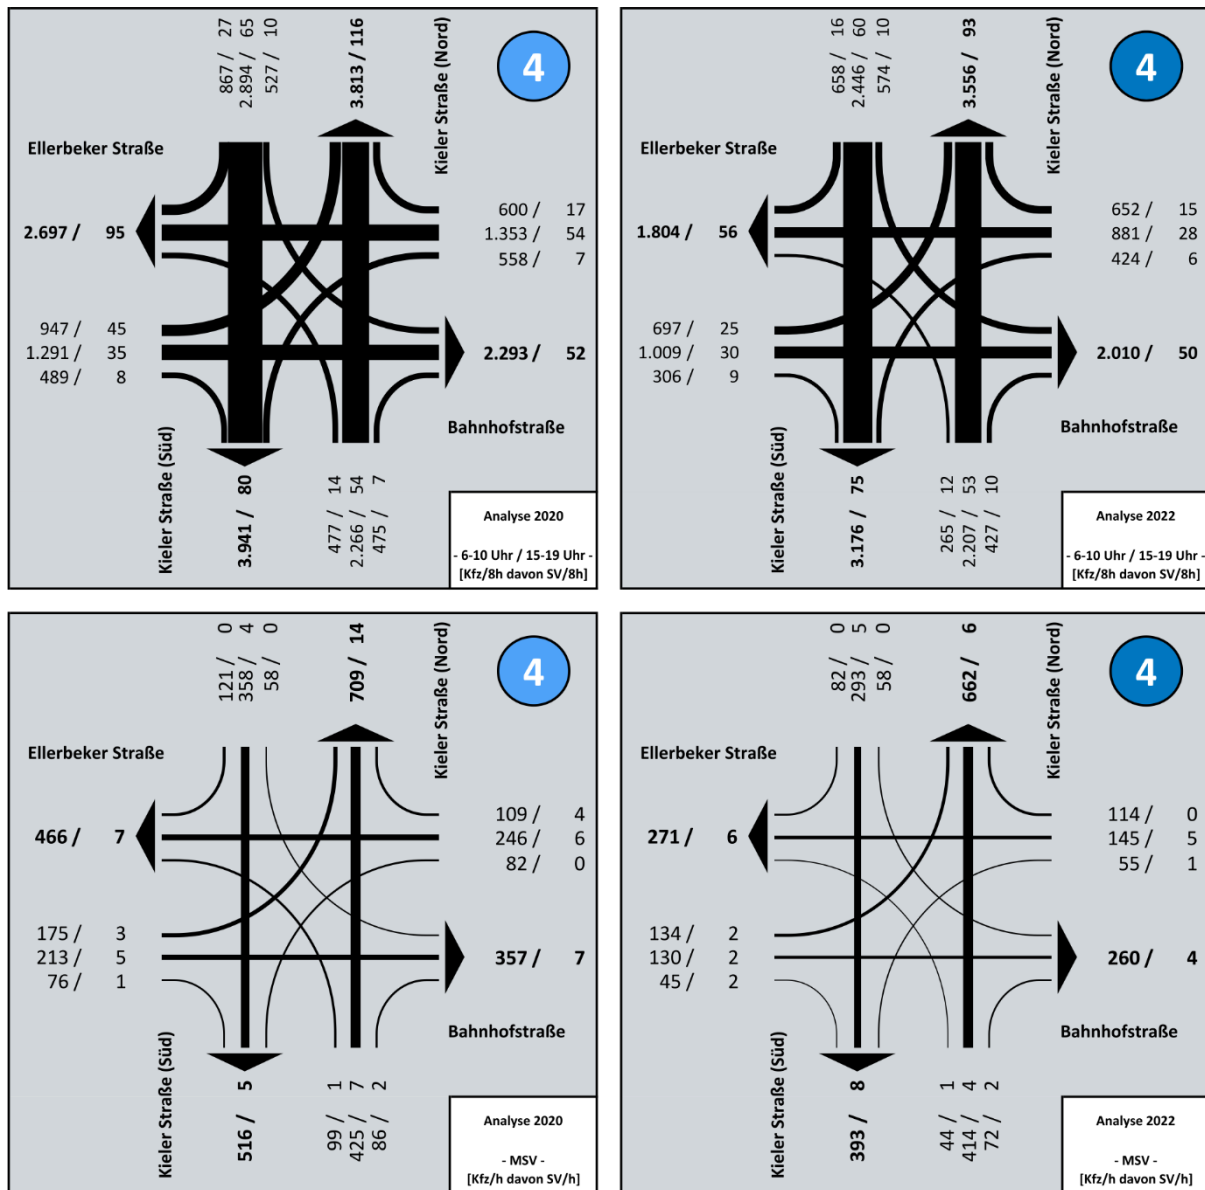 867 / 27
2.894 / 65
527 / 10
3.813 / 116
Kieler Straße (Nord)
4
Ellerbeker Straße
2.697 / 95
600 / 17
1.353 / 54
558 / 7
947 / 45
1.291 / 35
489 / 8
2.293 / 52
Bahnhofstraße
Kieler Straße (Süd)
3.941 / 80
477 / 14
2.266 / 54
475 / 7
Analyse 2020
- 6-10 Uhr / 15-19 Uhr -
[Kfz/8h davon SV/8h]
658 / 16
2.446 / 60
574 / 10
3.556 / 93
Kieler Straße (Nord)
4
Ellerbeker Straße
1.804 / 56
652 / 15
881 / 28
424 / 6
697 / 25
1.009 / 30
306 / 9
2.010 / 50
Bahnhofstraße
Kieler Straße (Süd)
3.176 / 75
265 / 12
2.207 / 53
427 / 10
Analyse 2022
- 6-10 Uhr / 15-19 Uhr -
[Kfz/8h davon SV/8h]
121 / 0
358 / 4
58 / 0
709 / 14
Kieler Straße (Nord)
4
Ellerbeker Straße
466 / 7
109 / 4
246 / 6
82 / 0
175 / 3
213 / 5
76 / 1
357 / 7
Bahnhofstraße
Kieler Straße (Süd)
516 / 5
99 / 1
425 / 7
86 / 2
Analyse 2020
- MSV -
[Kfz/h davon SV/h]
82 / 0
293 / 5
58 / 0
662 / 6
Kieler Straße (Nord)
4
Ellerbeker Straße
271 / 6
114 / 0
145 / 5
55 / 1
134 / 2
130 / 2
45 / 2
260 / 4
Bahnhofstraße
Kieler Straße (Süd)
393 / 8
44 / 1
414 / 4
72 / 2
Analyse 2022
- MSV -
[Kfz/h davon SV/h]